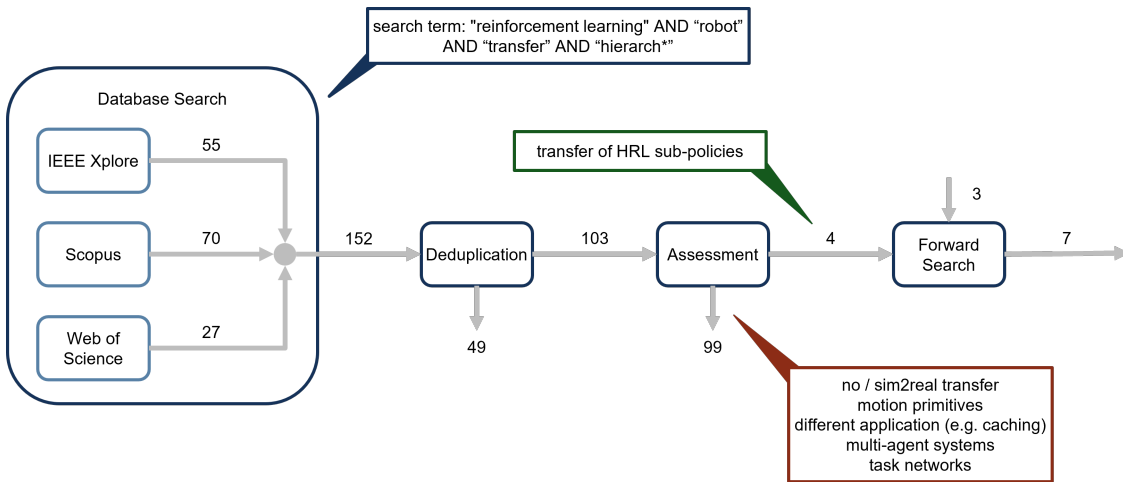 search term: "reinforcement learning" AND “robot”
AND “transfer” AND “hierarch*”
Database Search
IEEE Xplore
55
Scopus
70
Web of
Science
27
152
Deduplication
49
103
Assessment
99
transfer of HRL sub-policies
4
3
Forward
Search
7
no / sim2real transfer
motion primitives
different application (e.g. caching)
multi-agent systems
task networks